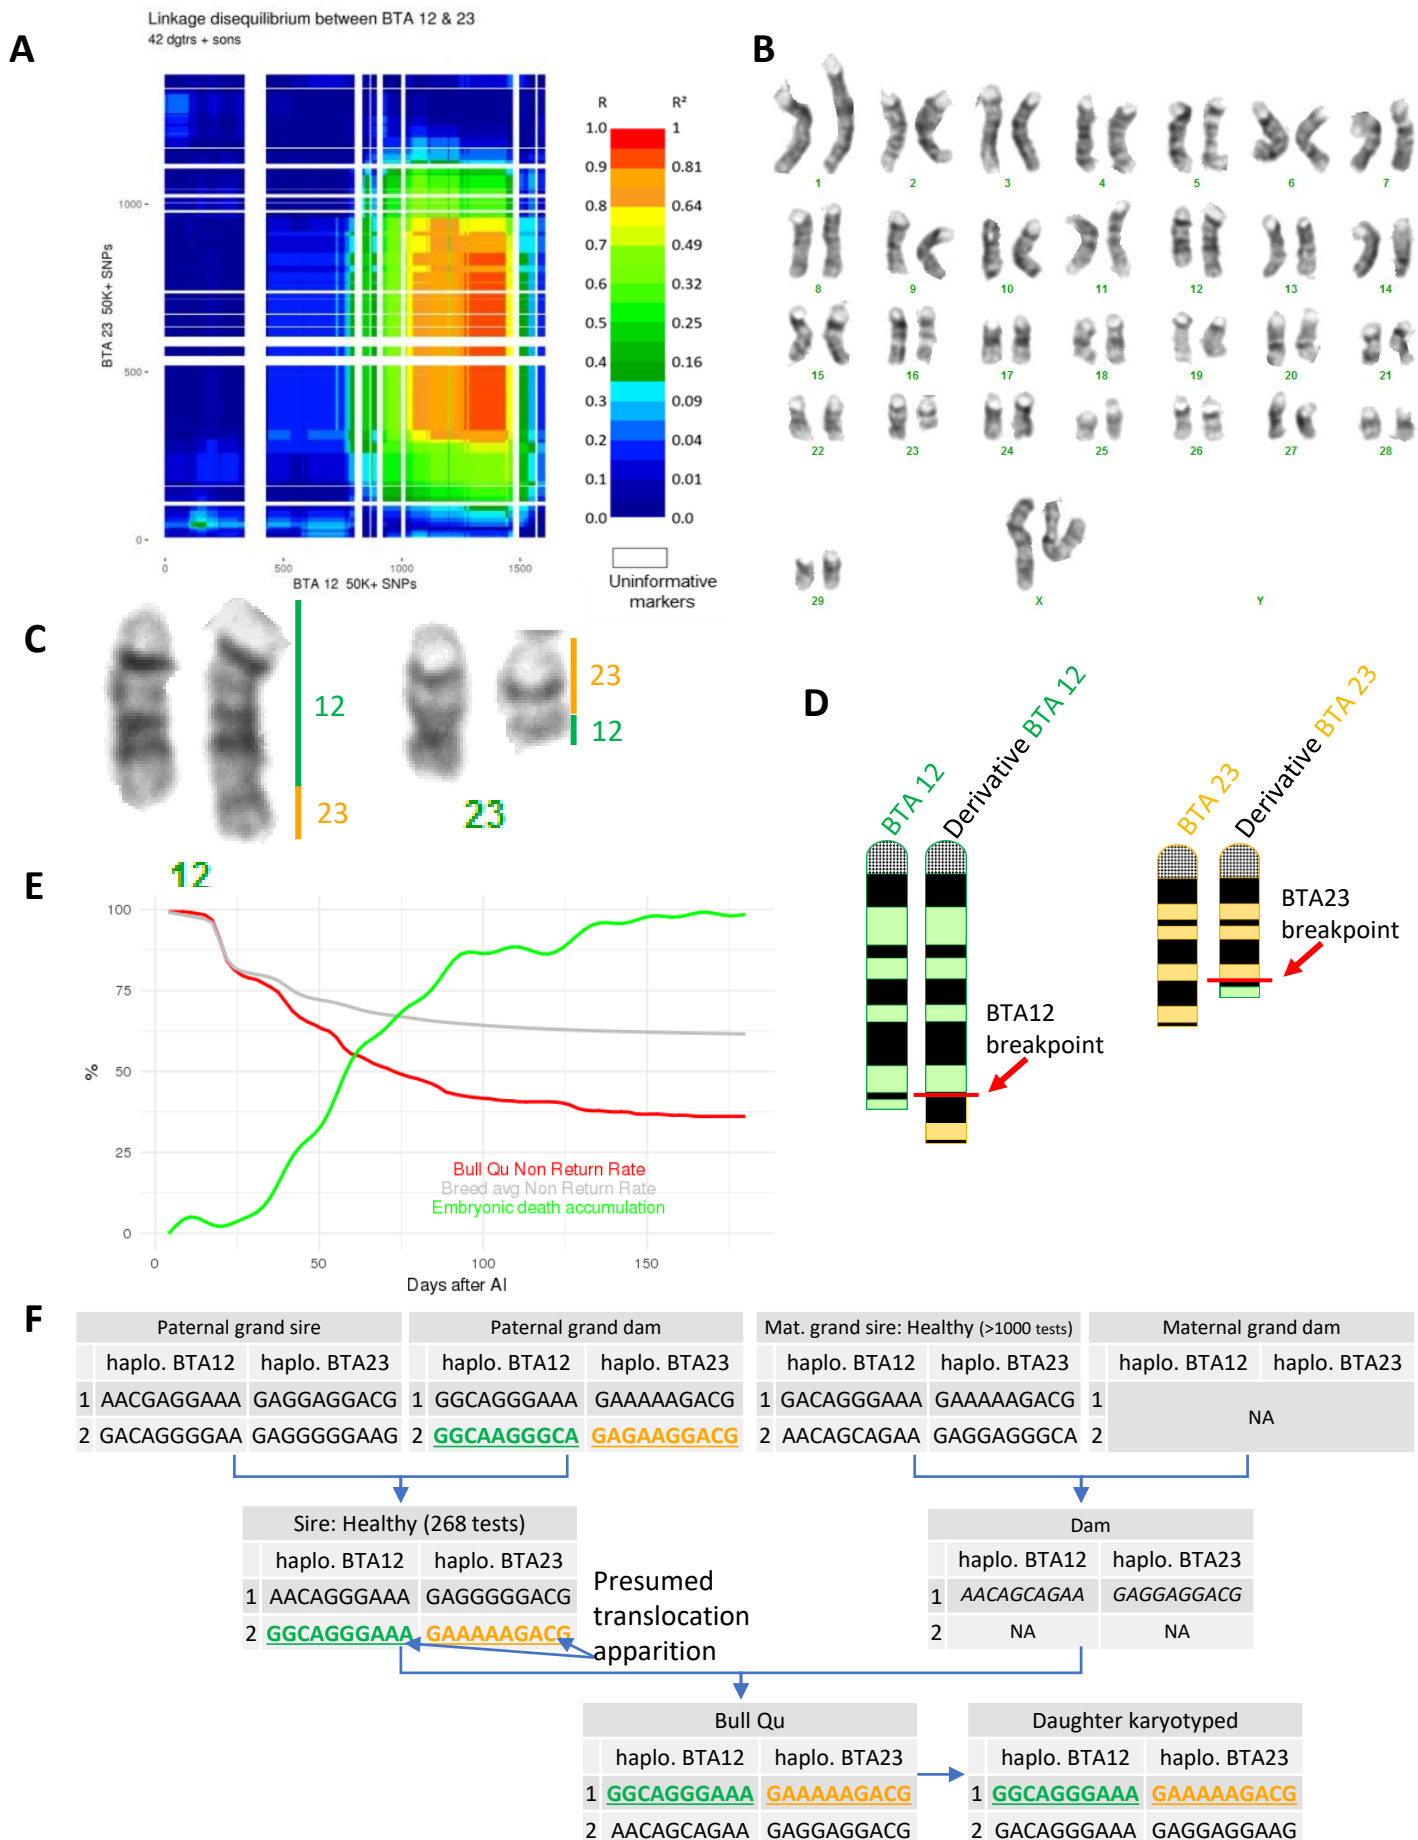 A
Linkage disequilibrium between BTA 12 & 23
42 dgtrs + sons
BTA 23 50K+ SNPs
1000
500
0
0
500
1000
1500
BTA 12 50K+ SNPs
R
R²
1.0
1
0.9
0.81
0.8
0.64
0.7
0.49
0.6
0.32
0.5
0.25
0.4
0.16
0.3
0.09
0.2
0.04
0.1
0.01
0.0
0.0
Uninformative
markers
B
1 2 3 4 5 6 7
8 9 10 11 12 13 14
15 16 17 18 19 20 21
22 23 24 25 26 27 28
29 X Y
C
12
23
12
23
12
23
D
BTA 12
Derivative BTA 12
BTA12
breakpoint
BTA 23
Derivative BTA 23
BTA23
breakpoint
E
%
100
75
50
25
0
0
50
100
150
Days after AI
Bull Qu Non Return Rate
Breed avg Non Return Rate
Embryonic death accumulation
F
Paternal grand sire
haplo. BTA12 haplo. BTA23
1 AACGAGGAAA GAGGAGGACG
2 GACAGGGGAA GAGGGGGAAG
Paternal grand dam
haplo. BTA12 haplo. BTA23
1 GGCAGGGAAA GAAAAAGACG
2 GGCAAGGGCA GAGAAGGACG
Mat. grand sire: Healthy (>1000 tests)
haplo. BTA12 haplo. BTA23
1 GACAGGGAAA GAAAAAGACG
2 AACAGCAGAA GAGGAGGGCA
Maternal grand dam
haplo. BTA12 haplo. BTA23
1
NA
2
Sire: Healthy (268 tests)
haplo. BTA12 haplo. BTA23
1 AACAGGGAAA GAGGGGGACG
2 GGCAGGGAAA GAAAAAGACG
Presumed
translocation
apparition
Dam
haplo. BTA12 haplo. BTA23
1 AACAGCAGAA GAGGAGGACG
2 NA NA
Bull Qu
haplo. BTA12 haplo. BTA23
1 GGCAGGGAAA GAAAAAGACG
2 AACAGCAGAA GAGGAGGACG
Daughter karyotyped
haplo. BTA12 haplo. BTA23
1 GGCAGGGAAA GAAAAAGACG
2 GACAGGGAAA GAGGAGGAAG